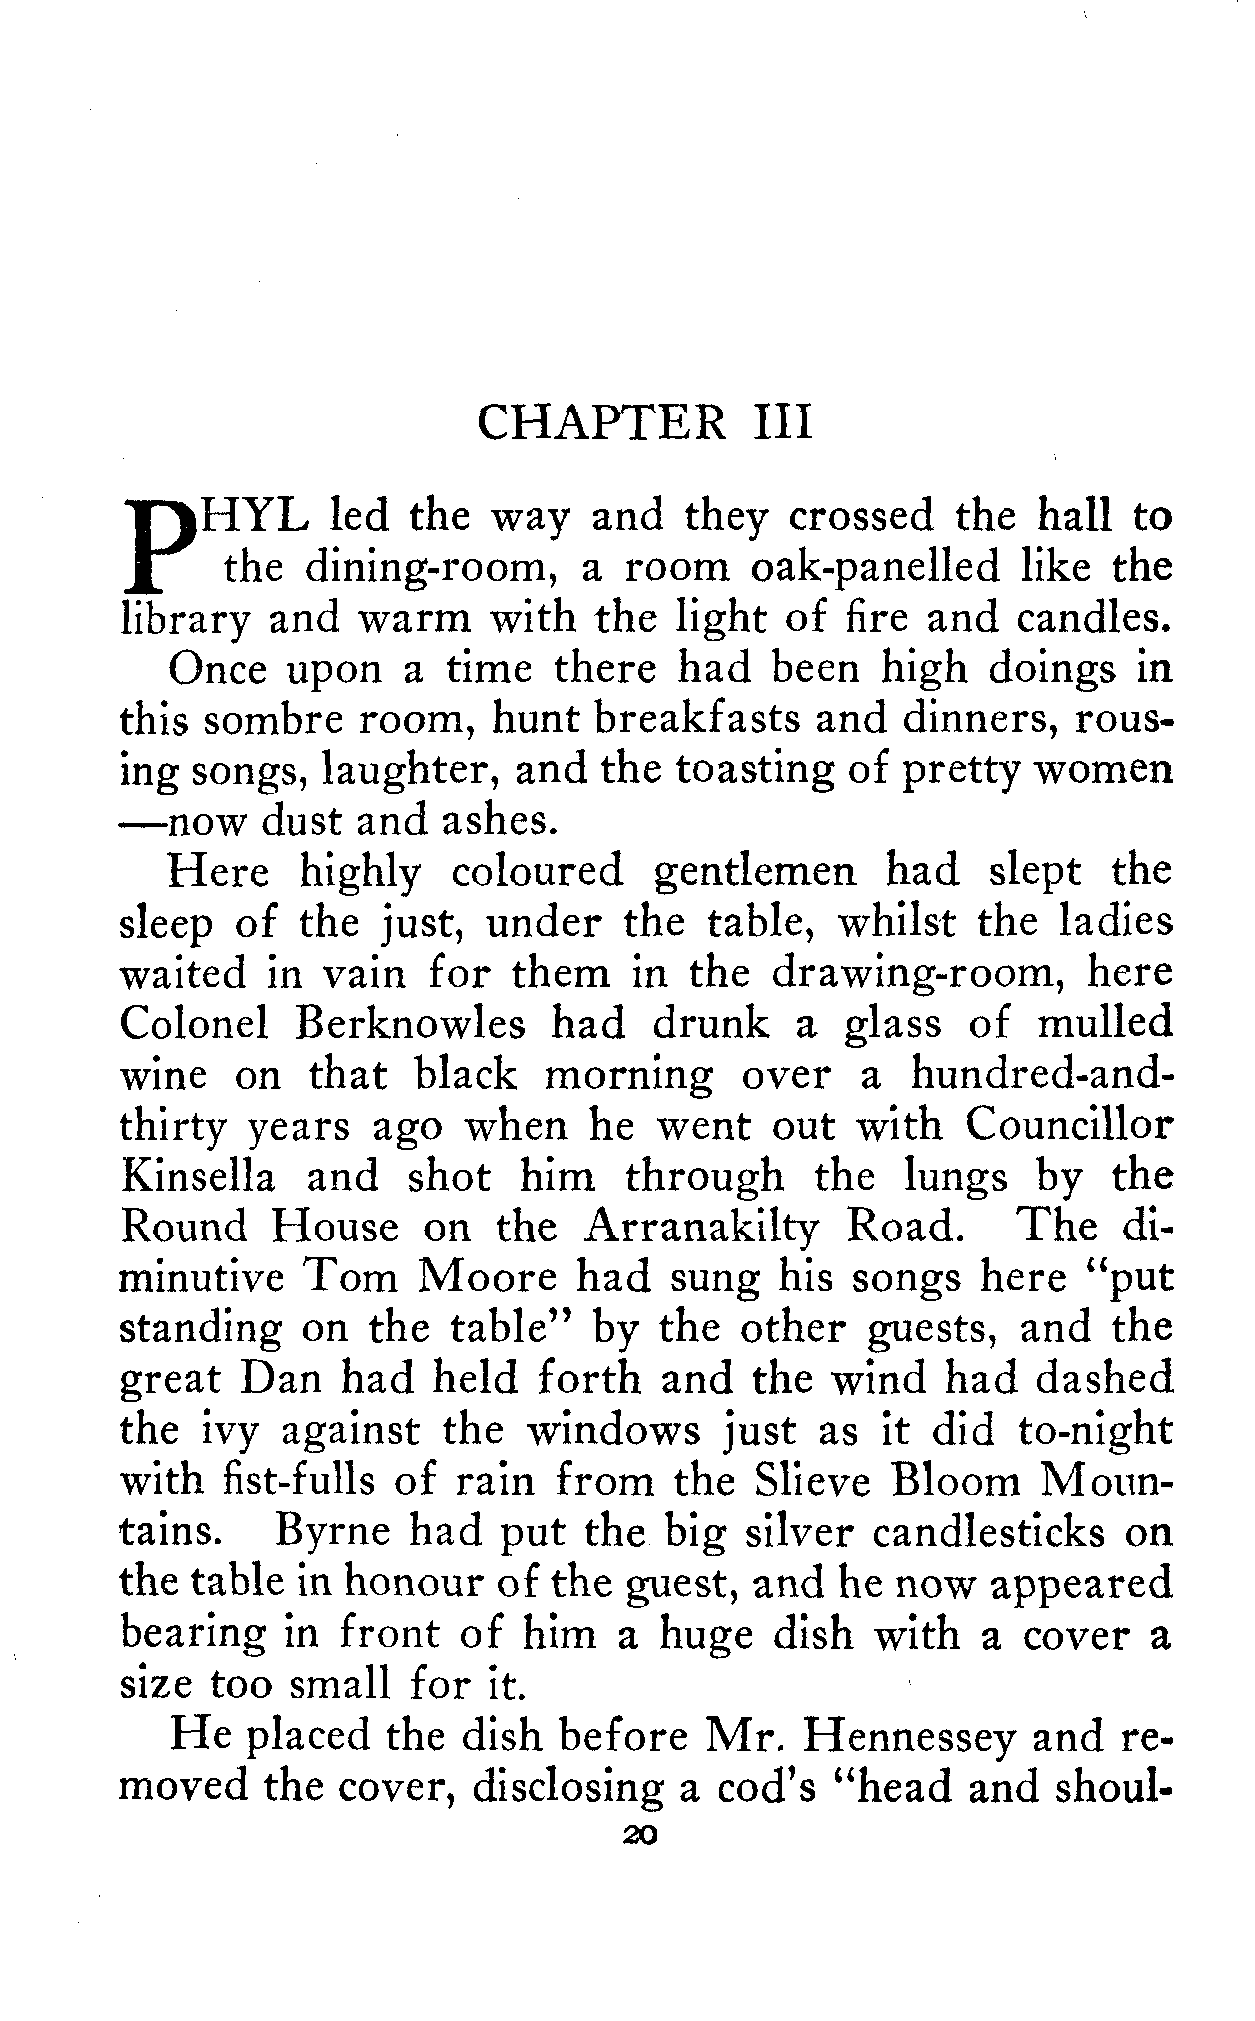 CHAPTER III
PHYL led the way and they crossed the hall to
the dining-room, a room oak-panelled like the
library and warm with the light of fire and candles.
Once upon a time there had been high doings in
this sombre room, hunt breakfasts and dinners, rous-
ing songs, laughter, and the toasting of pretty women
—now dust and ashes.
Here highly coloured gentlemen had slept the
sleep of the just, under the table, whilst the ladies
waited in vain for them in the drawing-room, here
Colonel Berknowles had drunk a glass of mulled
wine on that black morning over a hundred-and-
thirty years ago when he went out with Councillor
Kinsella and shot him through the lungs by the
Round House on the Arranakilty Road. The di-
minutive Tom Moore had sung his songs here "put
standing on the table" by the other guests, and the
great Dan had held forth and the wind had dashed
the ivy against the windows just as it did to-night
with fist-fulls of rain from the Slieve Bloom Moun-
tains. Byrne had put the big silver candlesticks on
the table in honour of the guest, and he now appeared
bearing in front of him a huge dish with a cover a
size too small for it.
He placed the dish before Mr. Hennessey and re-
moved the cover, disclosing a cod's "head and shoul-
20